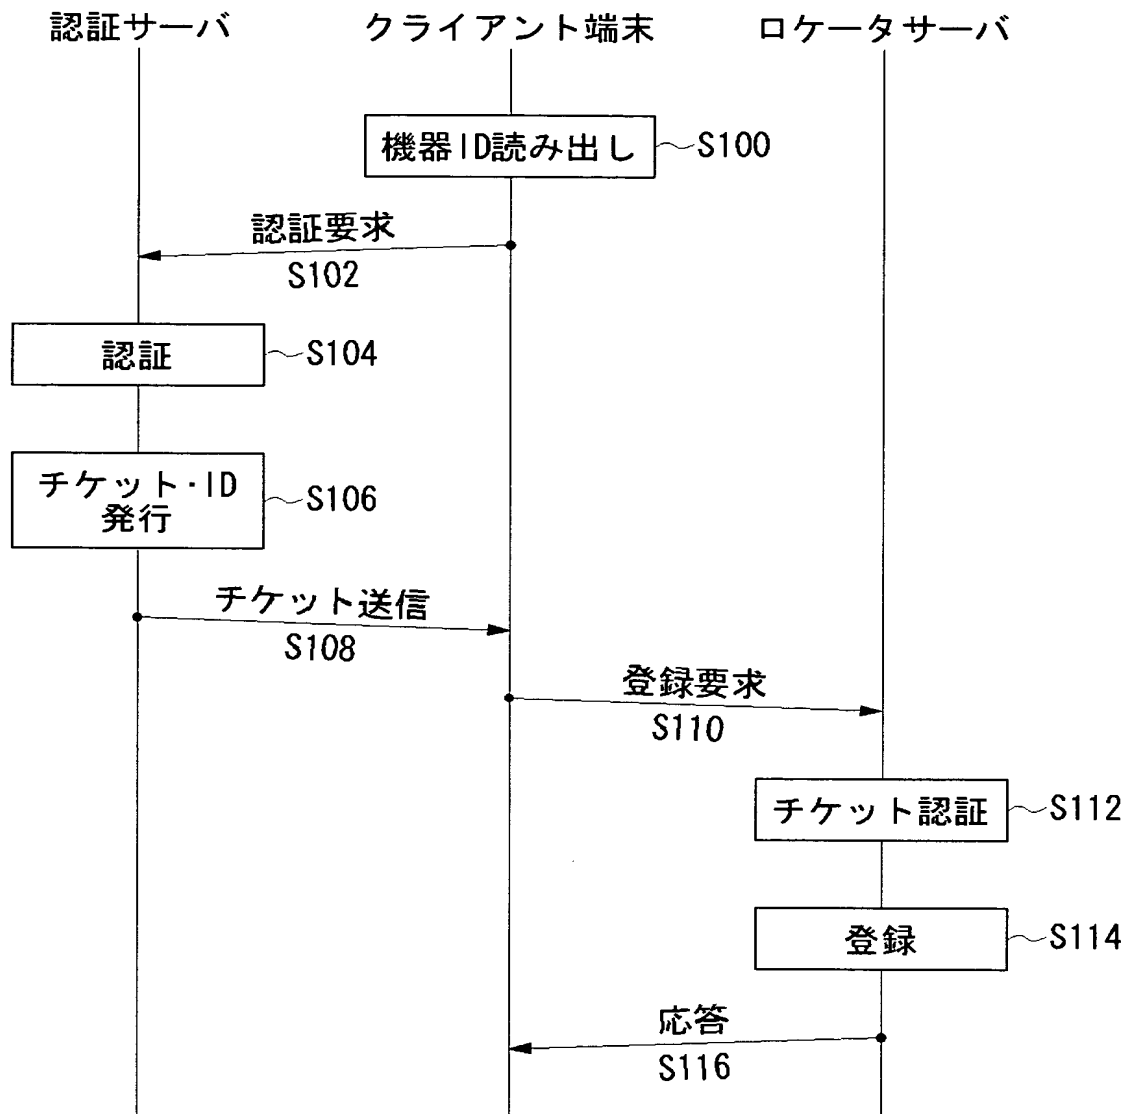 認証サーバ
クライアント端末
ロケータサーバ
機器ID読み出し
S100
認証要求
S102
認証
S104
チケット・ID
発行
S106
チケット送信
S108
登録要求
S110
チケット認証
S112
登録
S114
応答
S116